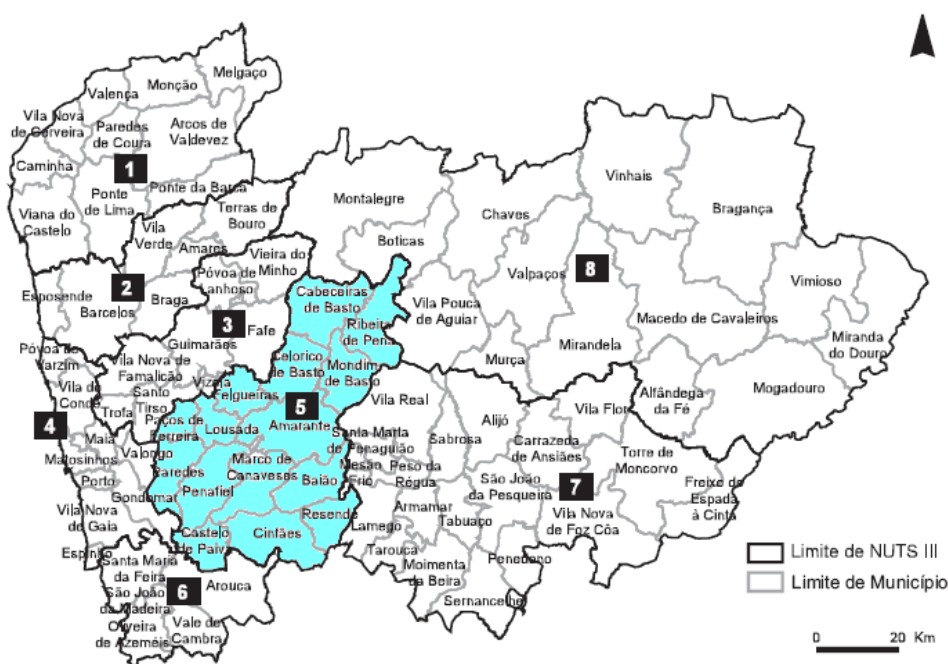 Melgaço
Monção
Valença
Vila Nova
de Cerveira
Paredes
de Coura
Arcos de
Valdevez
Caminha
1
Ponte da Barca
Ponte
de Lima
Viana do
Castelo
Terras de
Bouro
Vila
Verde
Amares
Vieira do
Minho
Póvoa de
Lanhoso
Esposende
2
Braga
Barcelos
3
Fafe
Guimarães
Montalegre
Boticas
Chaves
Vinhais
Bragança
Valpaços
8
Vimioso
Vila Pouca
de Aguiar
Macedo de Cavaleiros
Miranda
do Douro
Murça
Mirandela
Mogadouro
Alfândega
da Fé
Cabeceiras
de Basto
Ribeira
de Pena
Celorico
de Basto
Mondim
de Basto
Póvoa de
Varzim
Vila Nova de
Famalicão
Vizela
Felgueiras
Vila do
Conde
Santo
Tirso
Trofa
4
5
Amarante
Paços de
Ferreira
Lousada
Maia
Matosinhos
Valongo
Paredes
Marco de
Canaveses
Baião
Porto
Gondomar
Penafiel
Vila Nova
de Gaia
Resende
Castelo
de Paiva
Cinfães
Espinho
Santa Maria
da Feira
São João
da Madeira
Oliveira
de Azeméis
6
Arouca
Vale de
Cambra
Vila Real
Alijó
Vila Flor
Santa Marta
de Penaguião
Sabrosa
Carrazeda
de Ansiães
Torre de
Moncorvo
Mesão
Frio
Peso da
Régua
São João
da Pesqueira
7
Freixo de
Espada
à Cinta
Armamar
Tabuaço
Vila Nova
de Foz Côa
Lamego
Tarouca
Moimenta
da Beira
Penedono
Sernancelhe
Limite de NUTS III
Limite de Município
0 20 Km